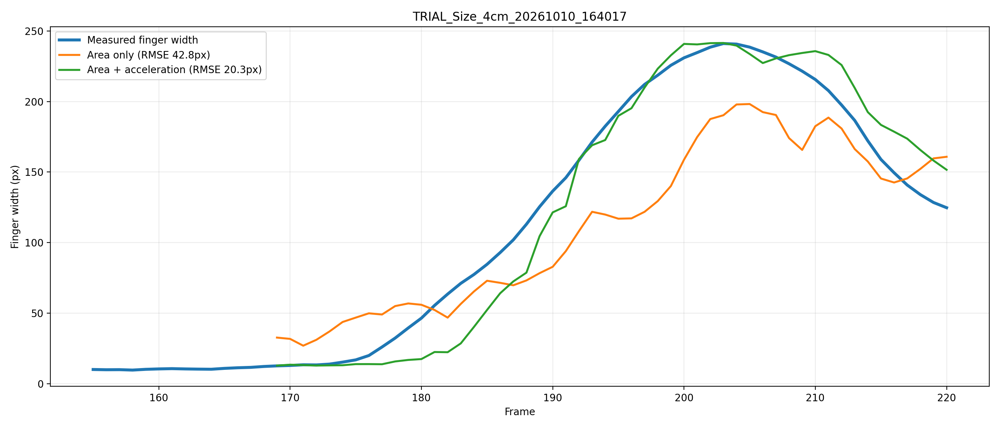 TRIAL_Size_4cm_20261010_164017
Measured finger width
Area only (RMSE 42.8px)
Area + acceleration (RMSE 20.3px)
Finger width (px)
250
200
150
100
50
0
160 170 180 190 200 210 220
Frame